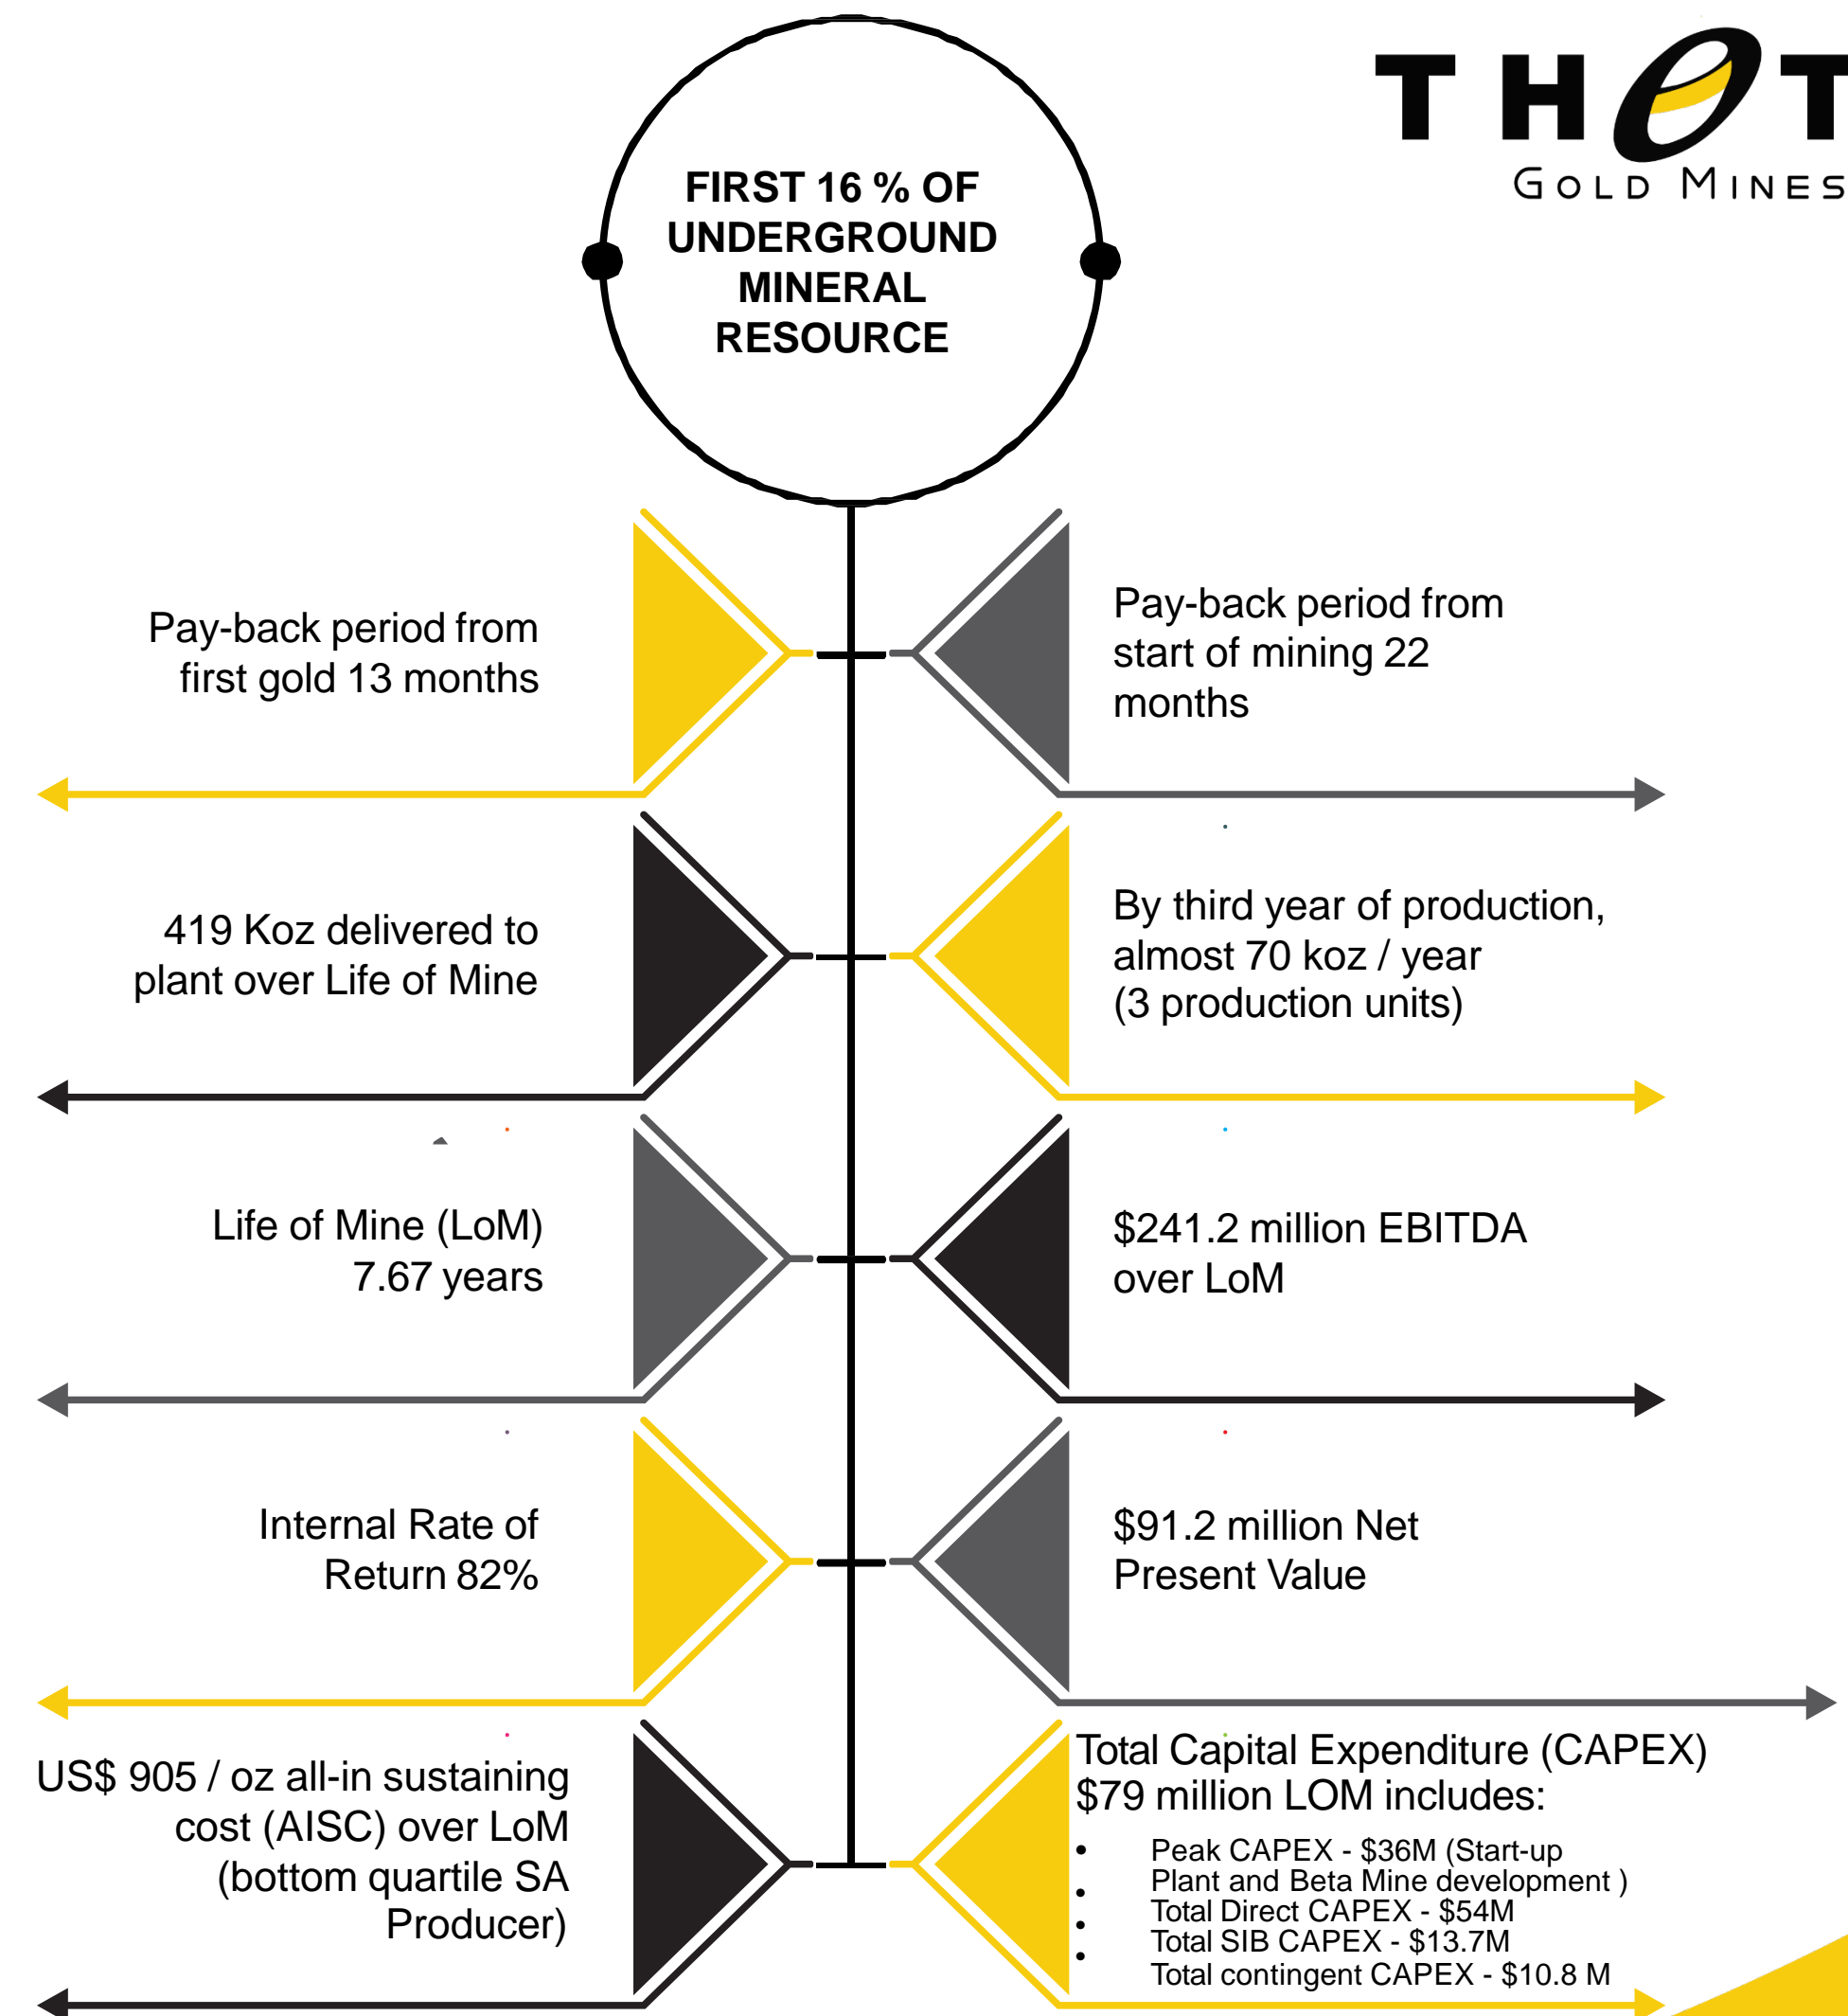 THOT
GOLD MINES
FIRST 16 % OF
UNDERGROUND
MINERAL
RESOURCE
Pay-back period from
first gold 13 months
Pay-back period from
start of mining 22
months
419 Koz delivered to
plant over Life of Mine
By third year of production,
almost 70 koz / year
(3 production units)
Life of Mine (LoM)
7.67 years
$241.2 million EBITDA
over LoM
Internal Rate of
Return 82%
$91.2 million Net
Present Value
US$ 905 / oz all-in sustaining
cost (AISC) over LoM
(bottom quartile SA
Producer)
Total Capital Expenditure (CAPEX)
$79 million LOM includes:
• Peak CAPEX - $36M (Start-up
Plant and Beta Mine development )
• Total Direct CAPEX - $54M
• Total SIB CAPEX - $13.7M
• Total contingent CAPEX - $10.8 M